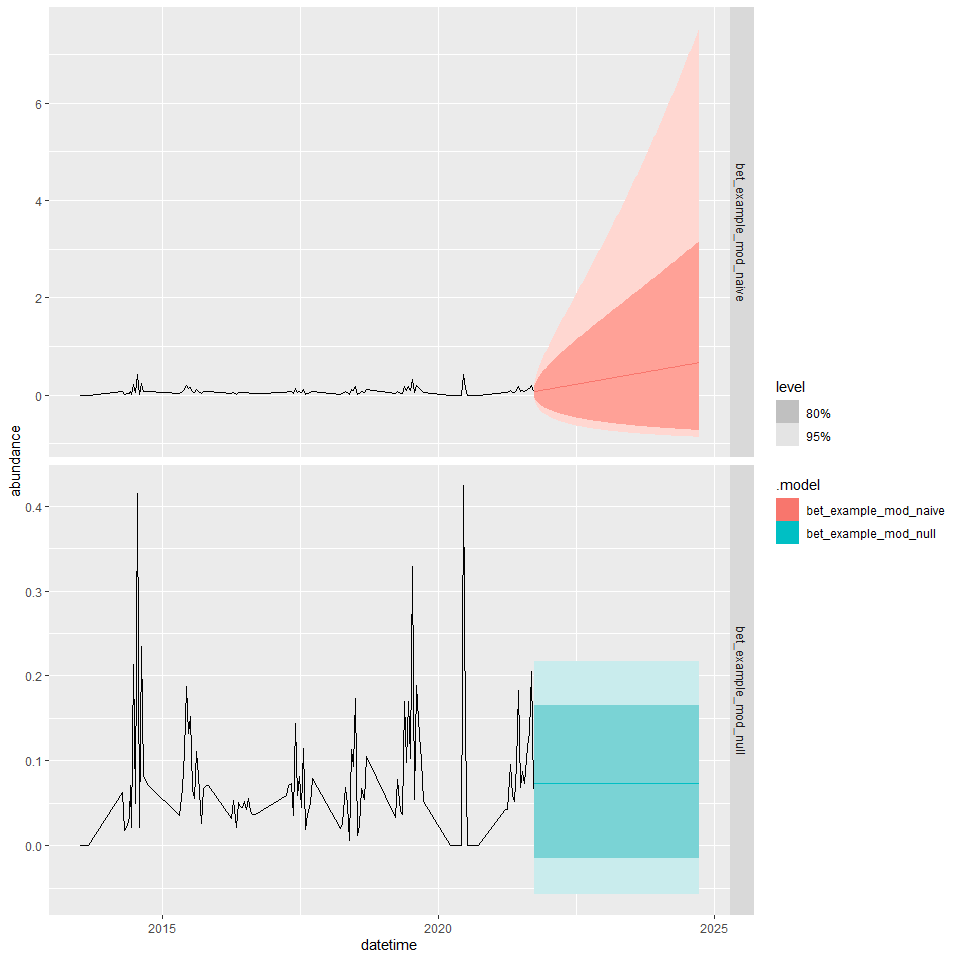 6
4
2
0
bet_example_mod_naive
abundance
0.4
0.3
0.2
0.1
0.0
bet_example_mod_null
2015
2020
2025
datetime
level
80%
95%
.model
bet_example_mod_naive
bet_example_mod_null